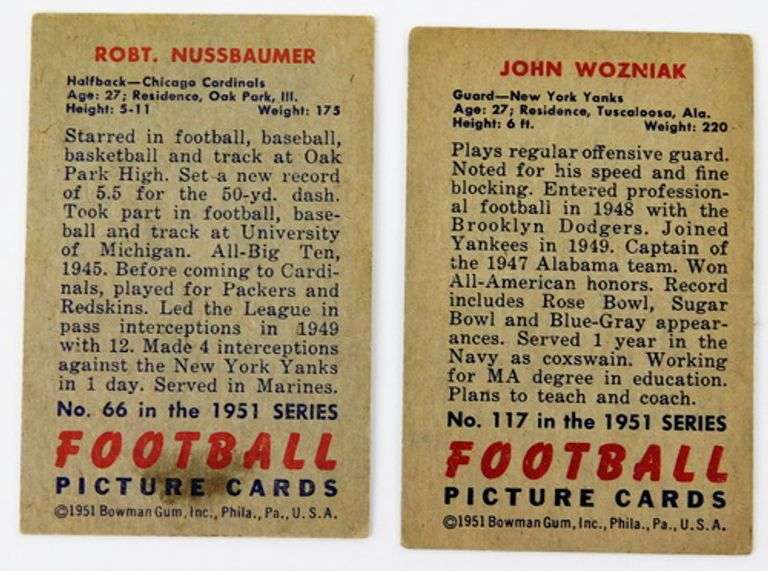 ROBT. NUSSBAUMER
Halfback—Chicago Cardinals
Age: 27; Residence, Oak Park, Ill.
Height: 5-11 Weight: 175
Starred in football, baseball,
basketball and track at Oak
Park High. Set a new record
of 5.5 for the 50-yd. dash.
Took part in football, base-
ball and track at University
of Michigan. All-Big Ten,
1945. Before coming to Cardi-
nals, played for Packers and
Redskins. Led the League in
pass interceptions in 1949
with 12. Made 4 interceptions
against the New York Yanks
in 1 day. Served in Marines.
No. 66 in the 1951 SERIES
FOOTBALL
PICTURE CARDS
©1951 Bowman Gum, Inc., Phila., Pa., U.S.A.
JOHN WOZNIAK
Guard—New York Yanks
Age: 27; Residence, Tuscaloosa, Ala.
Height: 6 ft. Weight: 220
Plays regular offensive guard.
Noted for his speed and fine
blocking. Entered profession-
al football in 1948 with the
Brooklyn Dodgers. Joined
Yankees in 1949. Captain of
the 1947 Alabama team. Won
All-American honors. Record
includes Rose Bowl, Sugar
Bowl and Blue-Gray appear-
ances. Served 1 year in the
Navy as coxswain. Working
for MA degree in education.
Plans to teach and coach.
No. 117 in the 1951 SERIES
FOOTBALL
PICTURE CARDS
©1951 Bowman Gum, Inc., Phila., Pa., U.S.A.